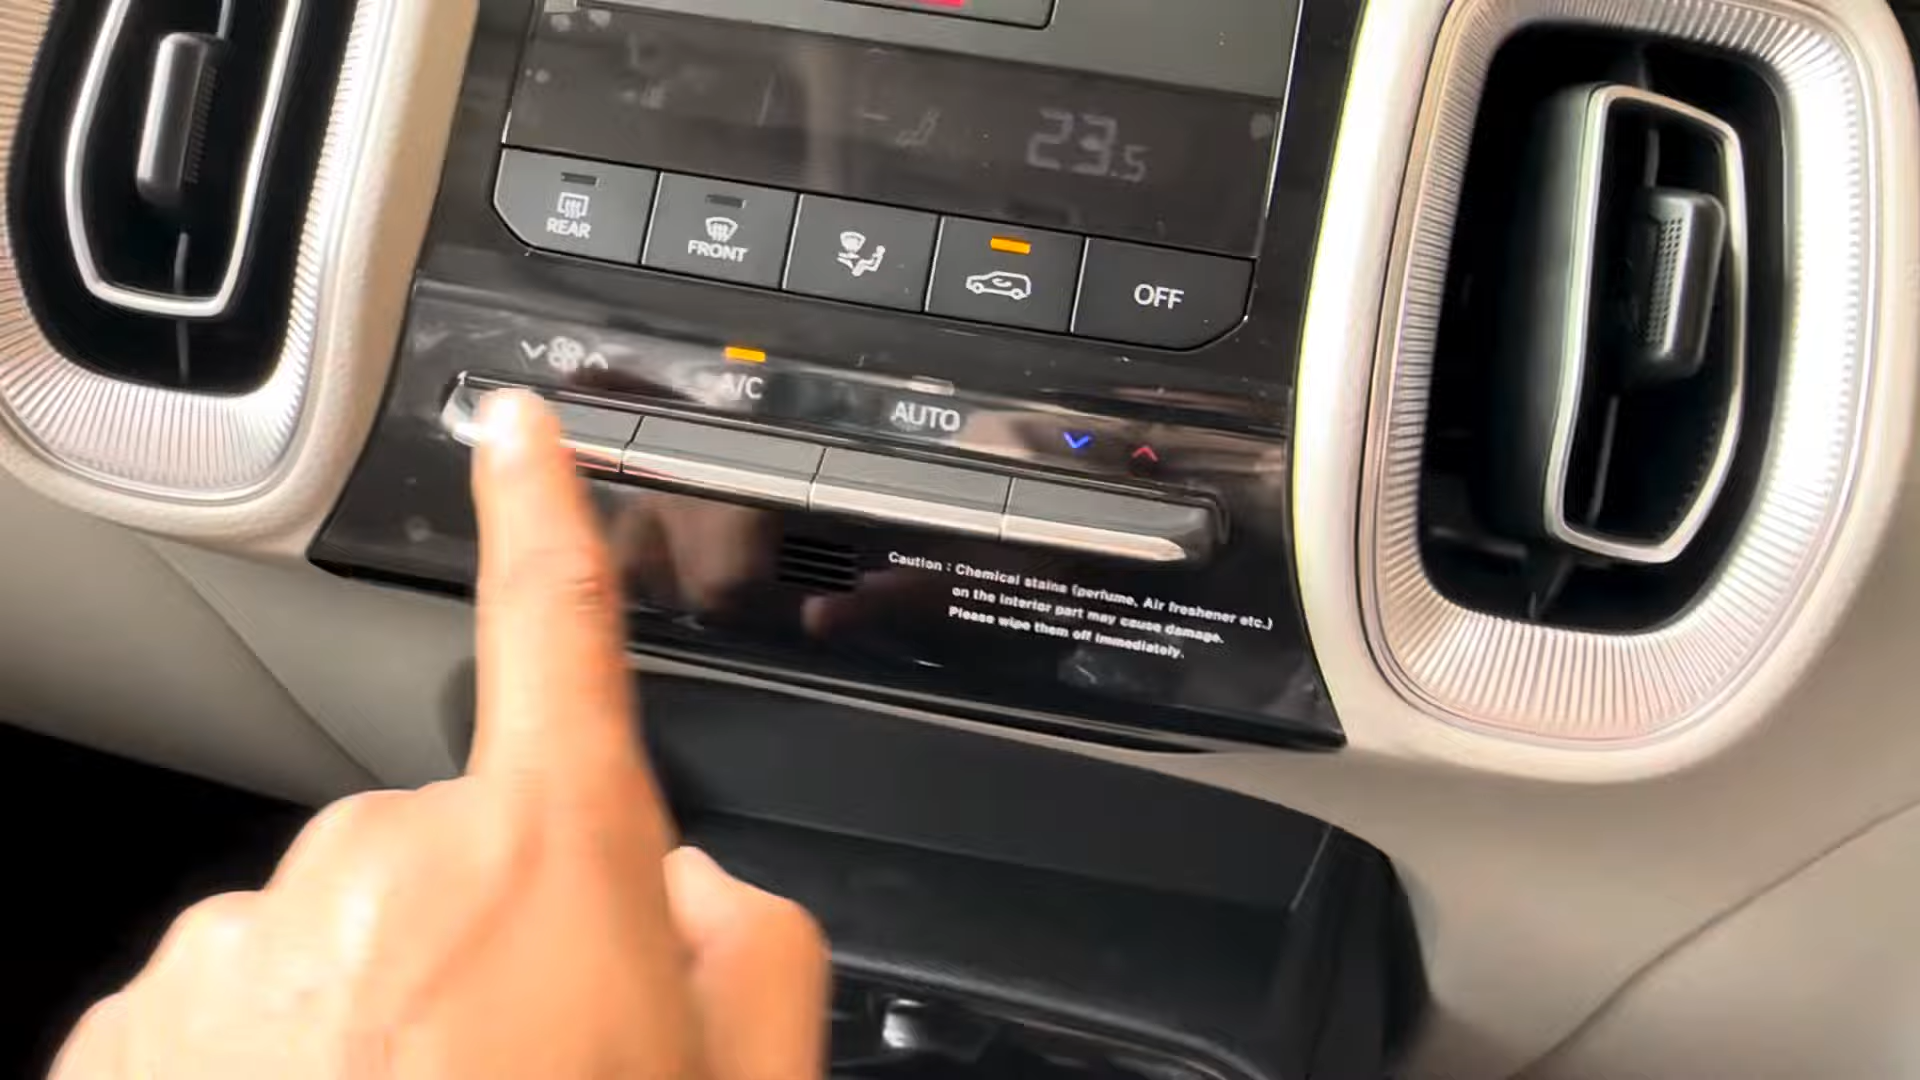 23.5
REAR
FRONT
OFF
A/C
AUTO
Caution : Chemical stains (perfume, Air freshener etc.)
on the interior part may cause damage.
Please wipe them off immediately.